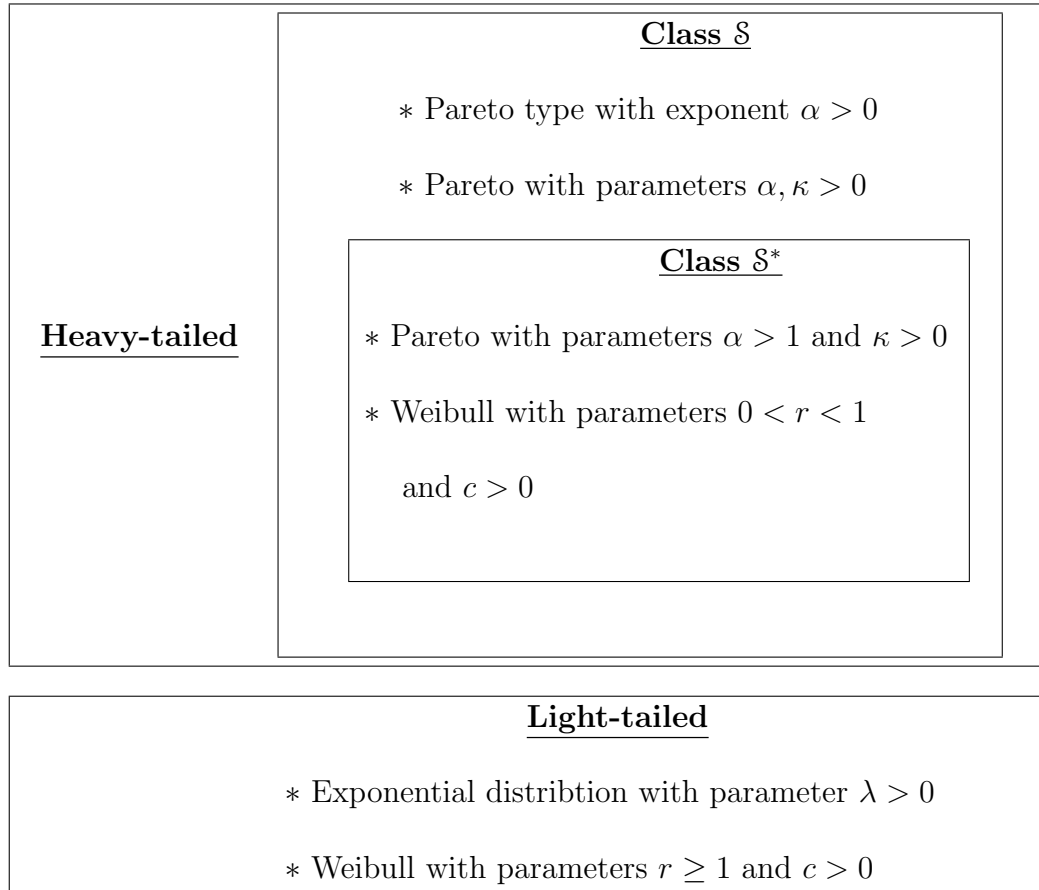 Class 𝒮
∗ Pareto type with exponent α > 0
∗ Pareto with parameters α, κ > 0
Class 𝒮*
Heavy-tailed
∗ Pareto with parameters α > 1 and κ > 0
∗ Weibull with parameters 0 < r < 1
and c > 0
Light-tailed
∗ Exponential distribtion with parameter λ > 0
∗ Weibull with parameters r ≥ 1 and c > 0